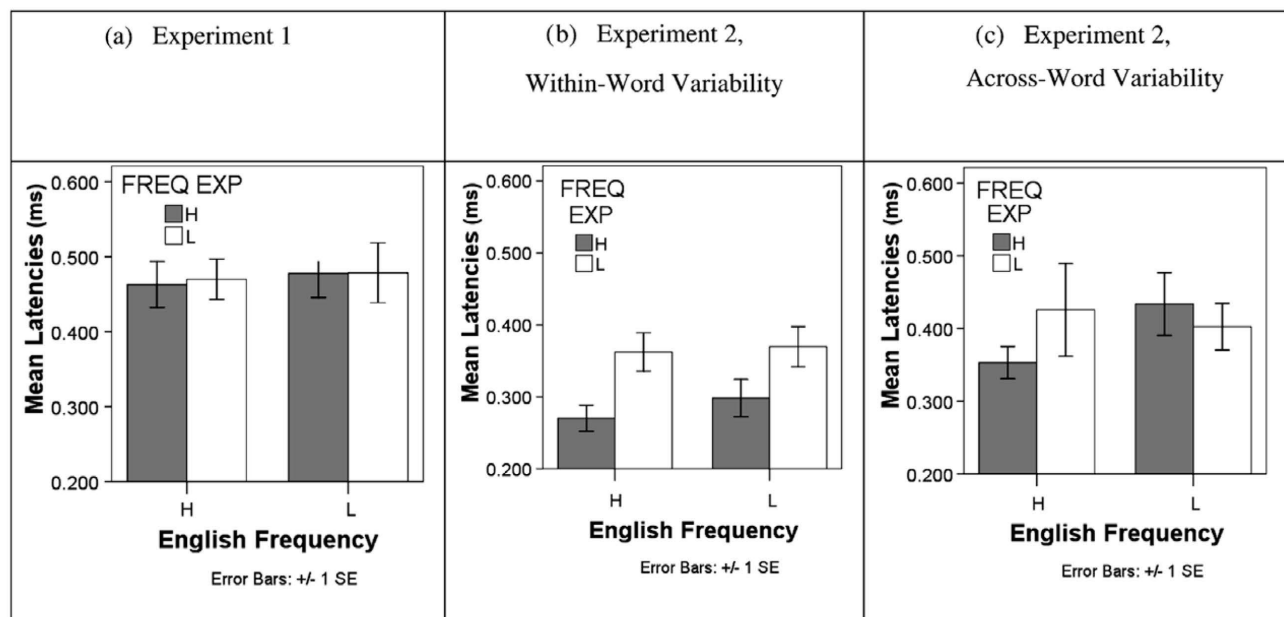 (a) Experiment 1
(b) Experiment 2,
Within-Word Variability
(c) Experiment 2,
Across-Word Variability
Mean Latencies (ms)
0.600
0.500
0.400
0.300
0.200
FREQ EXP
H
L
H
L
English Frequency
Error Bars: +/- 1 SE
Mean Latencies (ms)
0.600
0.500
0.400
0.300
0.200
FREQ
EXP
H
L
H
L
English Frequency
Error Bars: +/- 1 SE
Mean Latencies (ms)
0.600
0.500
0.400
0.300
0.200
FREQ
EXP
H
L
H
L
English Frequency
Error Bars: +/- 1 SE